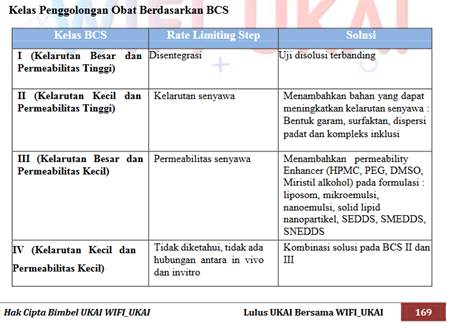 Kelas Penggolongan Obat Berdasarkan BCS
WIFI UKAI
Kelas BCS Rate Limiting Step Solusi
I (Kelarutan Besar dan Permeabilitas Tinggi)
Disentegrasi
Uji disolusi terbanding
II (Kelarutan Kecil dan Permeabilitas Tinggi)
Kelarutan senyawa
Menambahkan bahan yang dapat
meningkatkan kelarutan senyawa :
Bentuk garam, surfaktan, dispersi
padat dan kompleks inklusi
III (Kelarutan Besar dan
Permeabilitas Kecil)
Permeabilitas senyawa
Menambahkan permeability
Enhancer (HPMC, PEG, DMSO,
Miristil alkohol) pada formulasi :
liposom, mikroemulsi,
nanoemulsi, solid lipid
nanopartikel, SEDDS, SMEDDS,
SNEDDS
IV (Kelarutan Kecil dan
Permeabilitas Kecil)
Tidak diketahui, tidak ada
hubungan antara in vivo
dan invitro
Kombinasi solusi pada BCS II dan
III
Hak Cipta Bimbel UKAI WIFI_UKAI
Lulus UKAI Bersama WIFI_UKAI
169